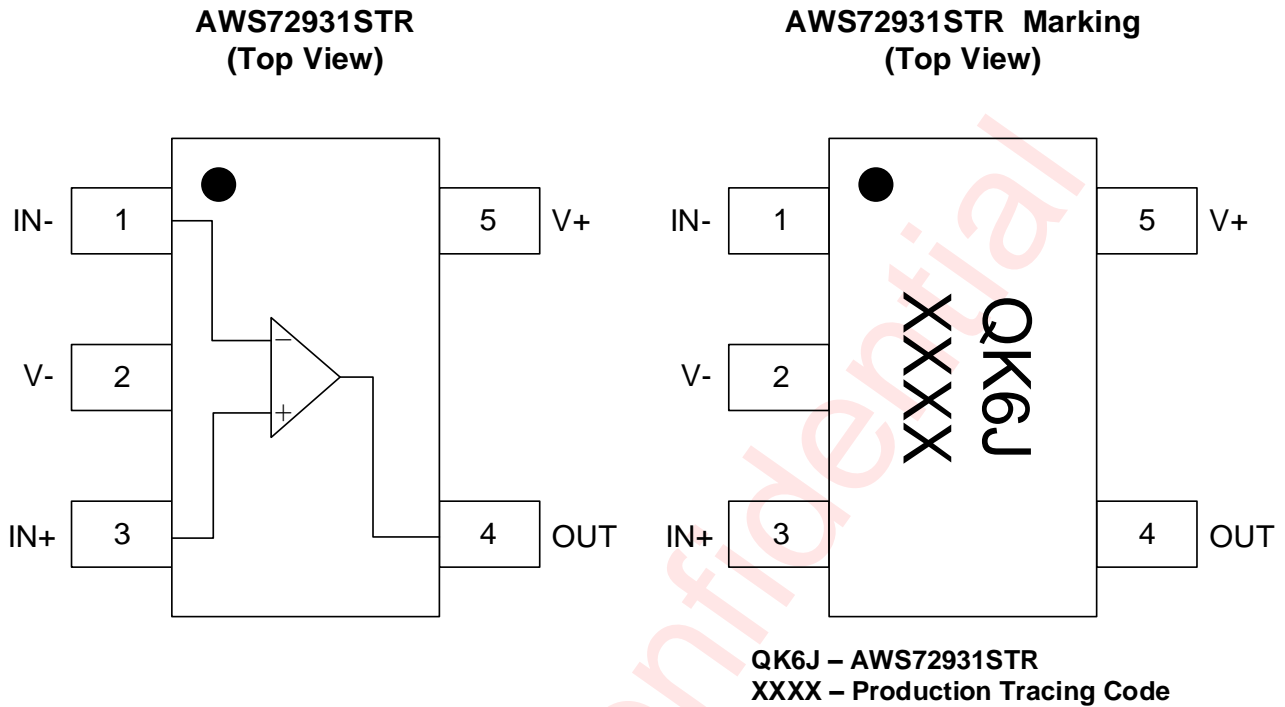 AWS72931STR
(Top View)
IN-
1
V-
2
IN+
3
5
V+
4
OUT
−
+
AWS72931STR Marking
(Top View)
IN-
1
V-
2
IN+
3
5
V+
4
OUT
QK6J
XXXX
QK6J – AWS72931STR
XXXX – Production Tracing Code